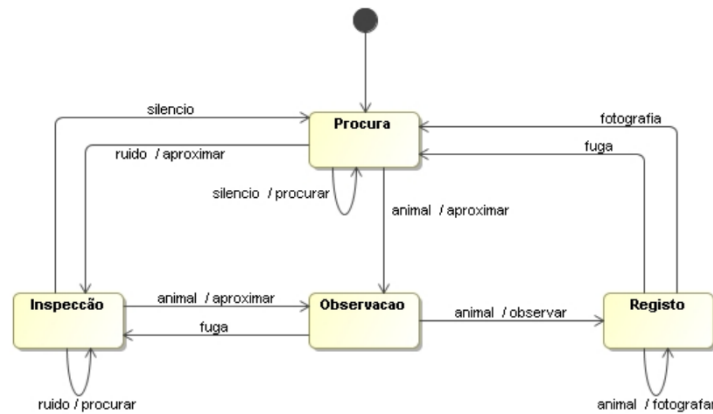 silencio
fotografia
Procura
ruido / aproximar
fuga
silencio / procurar
animal / aproximar
Inspecção
animal / aproximar
Observacao
animal / observar
Registo
fuga
ruido / procurar
animal / fotografar